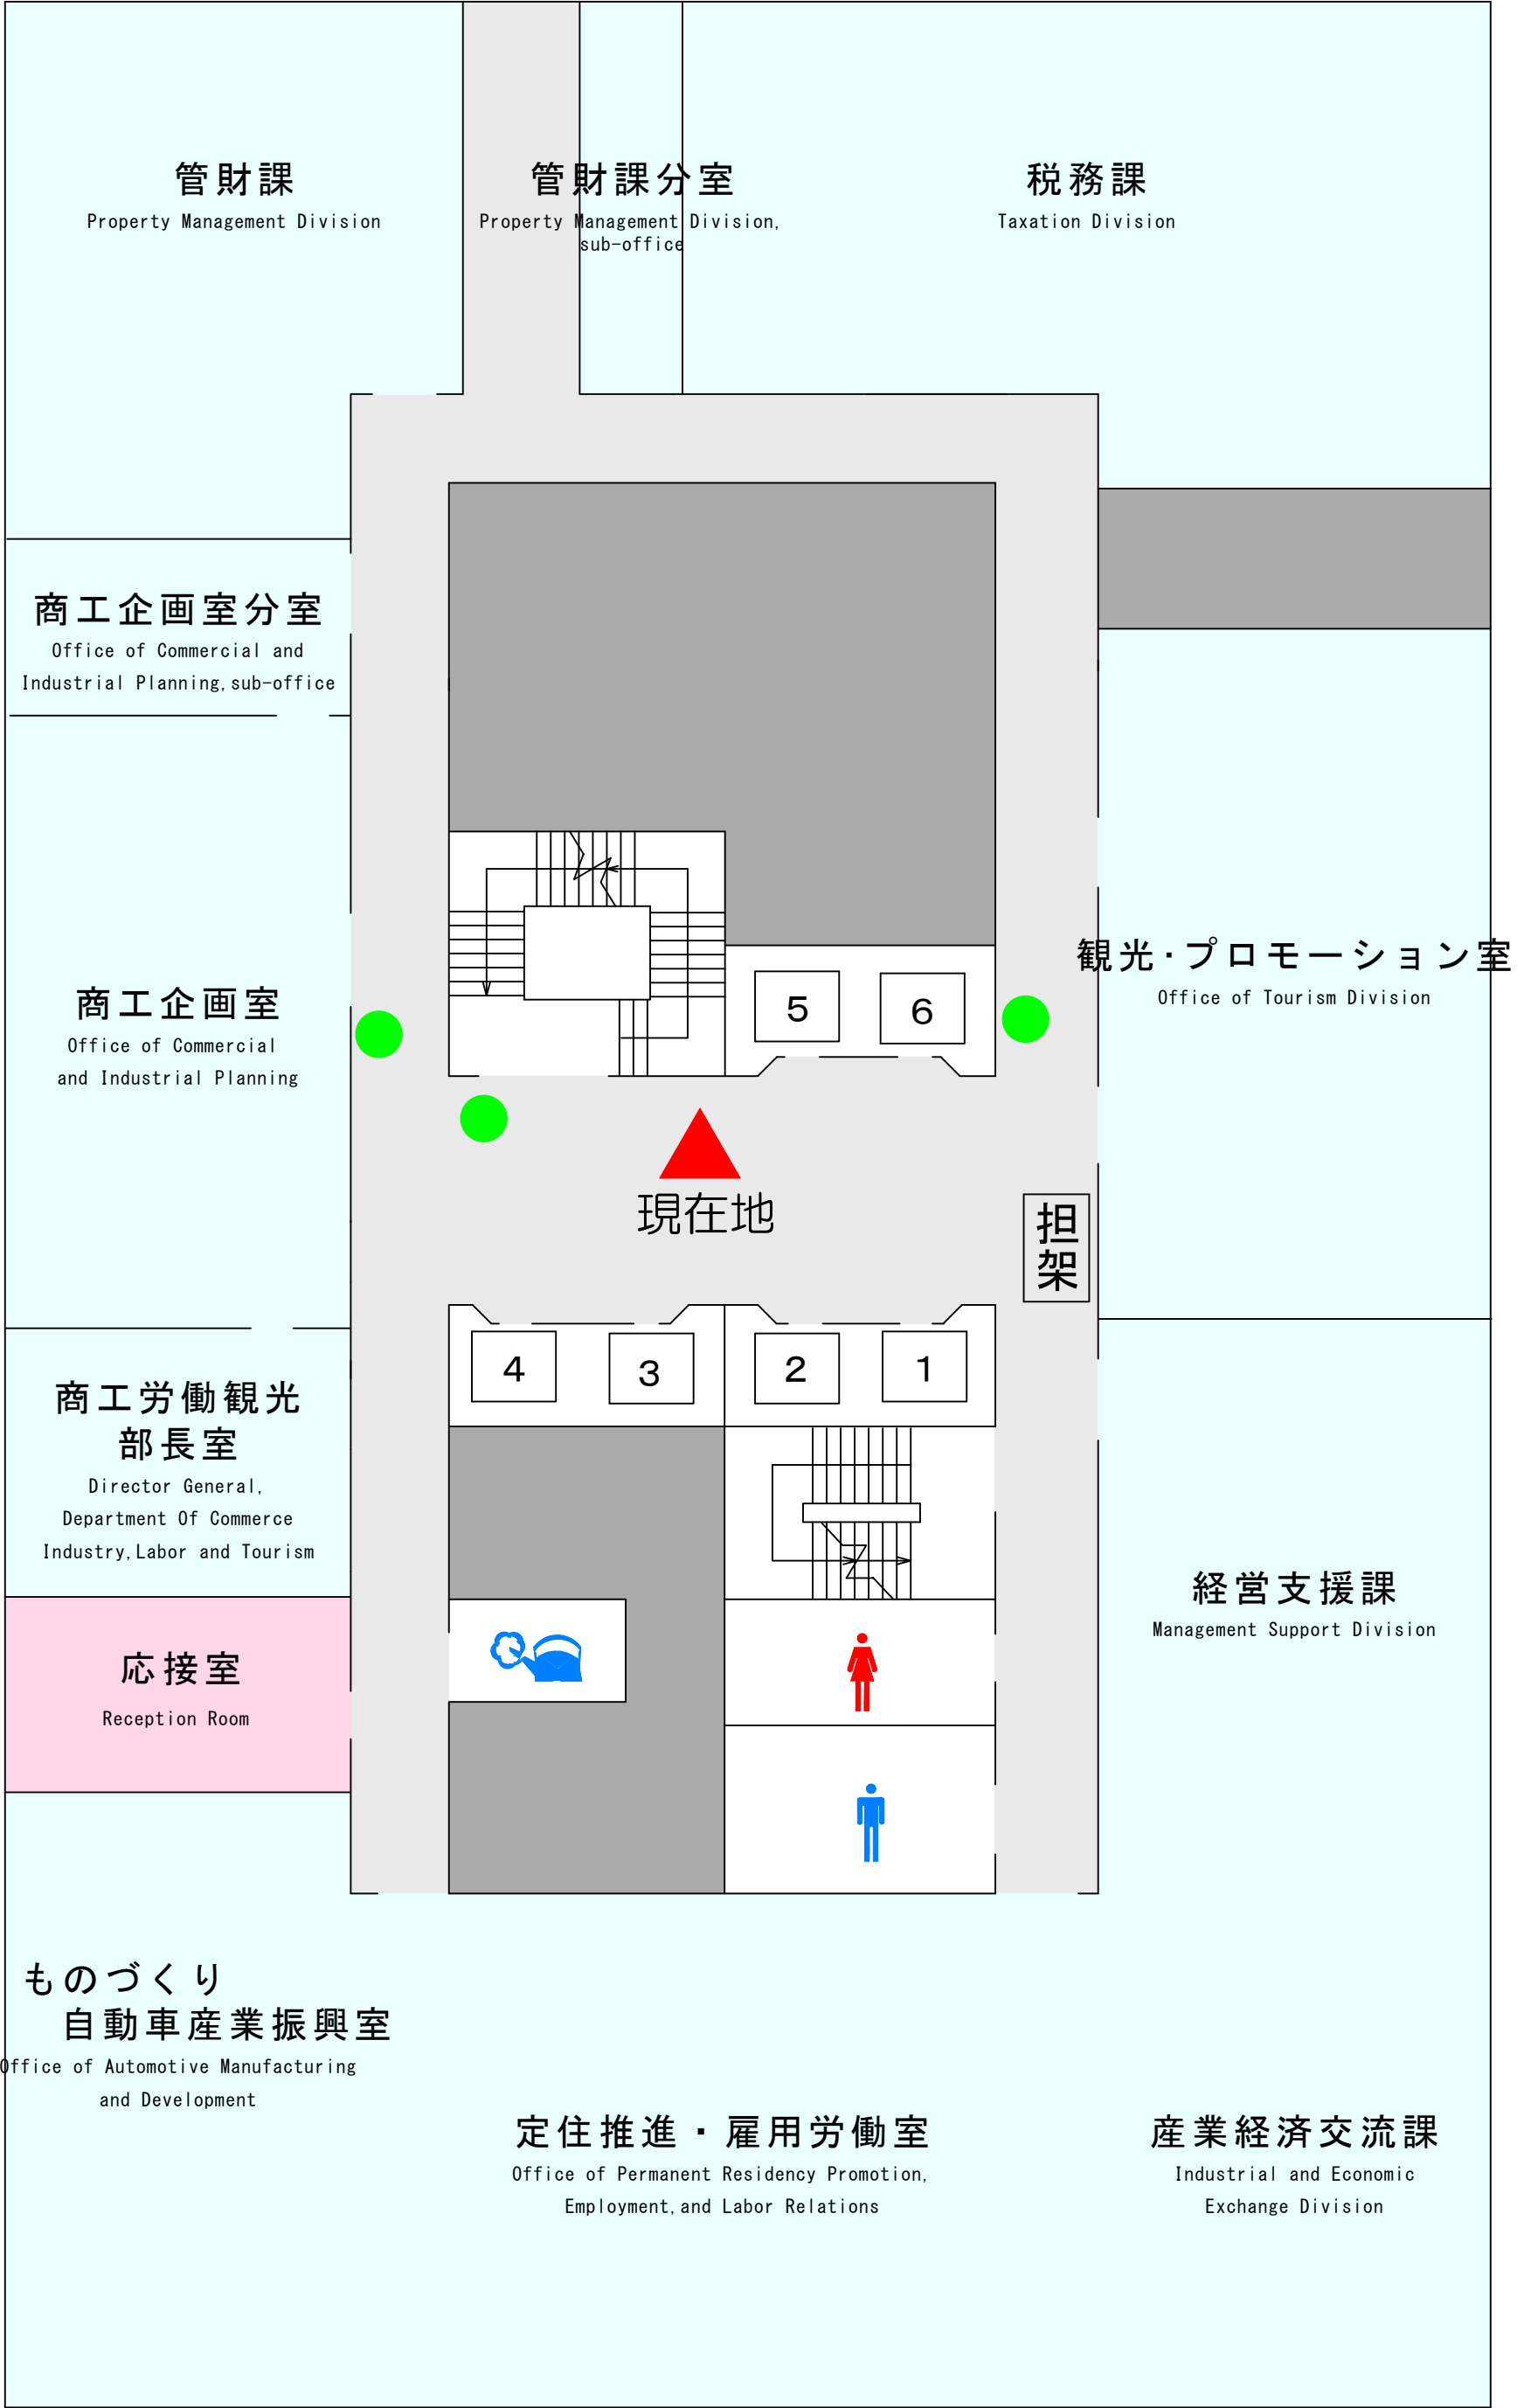 管財課
Property Management Division
管財課分室
Property Management Division,
sub-office
税務課
Taxation Division
商工企画室分室
Office of Commercial and
Industrial Planning,sub-office
商工企画室
Office of Commercial
and Industrial Planning
5
6
観光・プロモーション室
Office of Tourism Division
現在地
担架
4
3
2
1
商工労働観光
部長室
Director General,
Department Of Commerce
Industry,Labor and Tourism
応接室
Reception Room
経営支援課
Management Support Division
ものづくり
自動車産業振興室
Office of Automotive Manufacturing
and Development
定住推進・雇用労働室
Office of Permanent Residency Promotion,
Employment,and Labor Relations
産業経済交流課
Industrial and Economic
Exchange Division